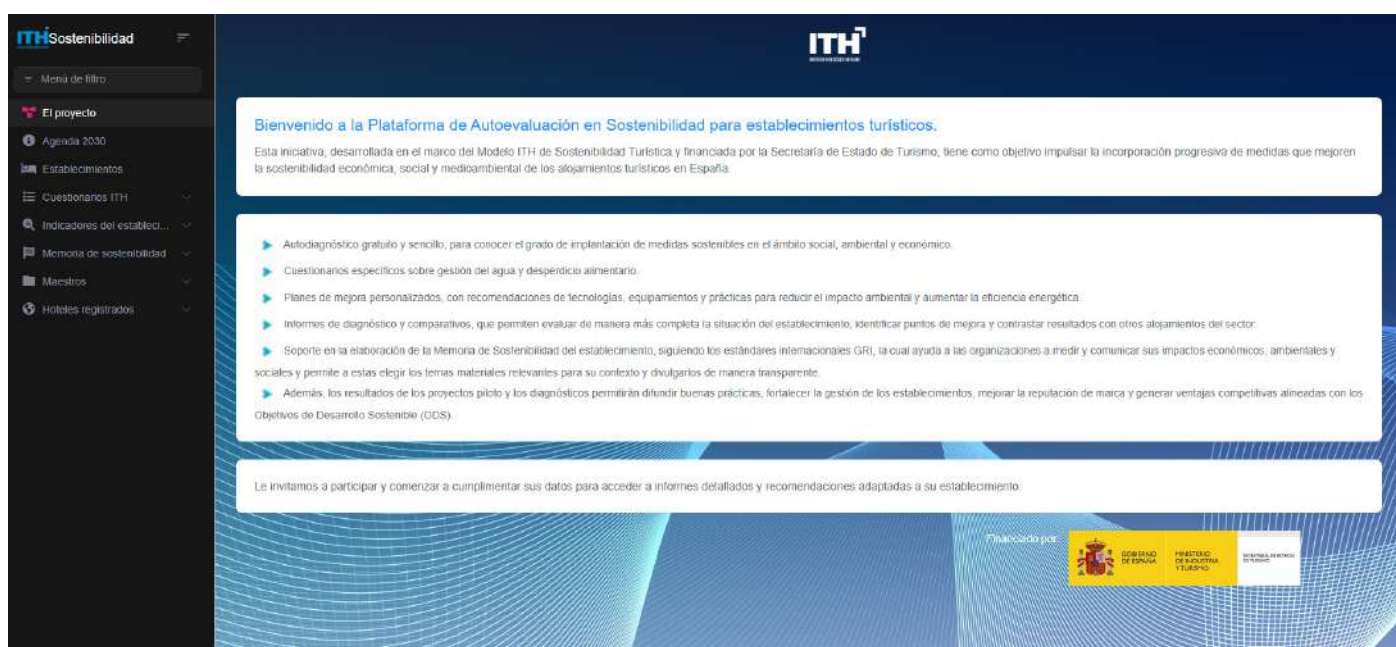 ITHSostenibilidad
Menú de filtro
El proyecto
Agenda 2030
Establecimientos
Cuestionarios ITH
Indicadores del estableci...
Memoria de sostenibilidad
Maestros
Hoteles registrados
ITH
Bienvenido a la Plataforma de Autoevaluación en Sostenibilidad para establecimientos turísticos.
Esta iniciativa, desarrollada en el marco del Modelo ITH de Sostenibilidad Turística y financiada por la Secretaría de Estado de Turismo, tiene como objetivo impulsar la incorporación progresiva de medidas que mejoren
la sostenibilidad económica, social y medioambiental de los alojamientos turísticos en España.
Autodiagnóstico gratuito y sencillo, para conocer el grado de implantación de medidas sostenibles en el ámbito social, ambiental y económico.
Cuestionarios específicos sobre gestión del agua y desperdicio alimentario.
Planes de mejora personalizados, con recomendaciones de tecnologías, equipamientos y prácticas para reducir el impacto ambiental y aumentar la eficiencia energética.
Informes de diagnóstico y comparativos, que permiten evaluar de manera más completa la situación del establecimiento, identificar puntos de mejora y contrastar resultados con otros alojamientos del sector.
Soporte en la elaboración de la Memoria de Sostenibilidad del establecimiento, siguiendo los estándares internacionales GRI, la cual ayuda a las organizaciones a medir y comunicar sus impactos económicos, ambientales y
sociales y permite a estas elegir los temas materiales relevantes para su contexto y divulgarlos de manera transparente.
Además, los resultados de los proyectos piloto y los diagnósticos permitirán difundir buenas prácticas, fortalecer la gestión de los establecimientos, mejorar la reputación de marca y generar ventajas competitivas alineadas con los
Objetivos de Desarrollo Sostenible (ODS).
Le invitamos a participar y comenzar a cumplimentar sus datos para acceder a informes detallados y recomendaciones adaptadas a su establecimiento.
Financiado por:
GOBIERNO
DE ESPAÑA
MINISTERIO
DE INDUSTRIA
Y TURISMO
SECRETARÍA DE ESTADO
DE TURISMO